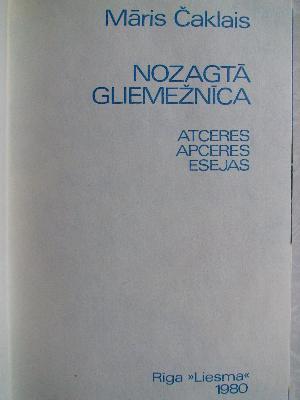 Māris Čaklais
NOZAGTĀ
GLIEMEŽNĪCA
ATCERES
APCERES
ESEJAS
Rīga »Liesma«
1980